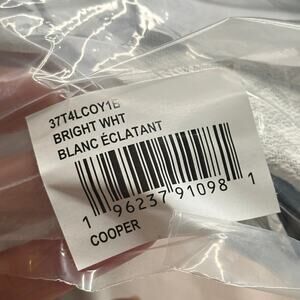 37T4LCOY1B
BRIGHT WHT
BLANC ÉCLATANT
1 96237 91098 1
COOPER